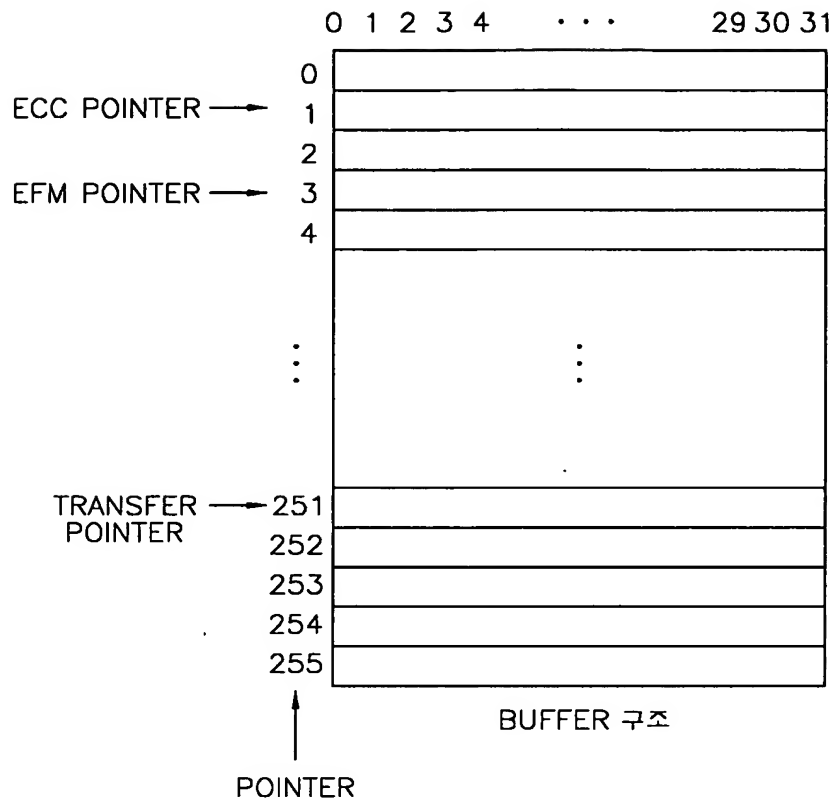 0 1 2 3 4 · · · 29 30 31
0
ECC POINTER 1
2
EFM POINTER 3
4
TRANSFER POINTER 251
252
253
254
255
BUFFER 구조
POINTER